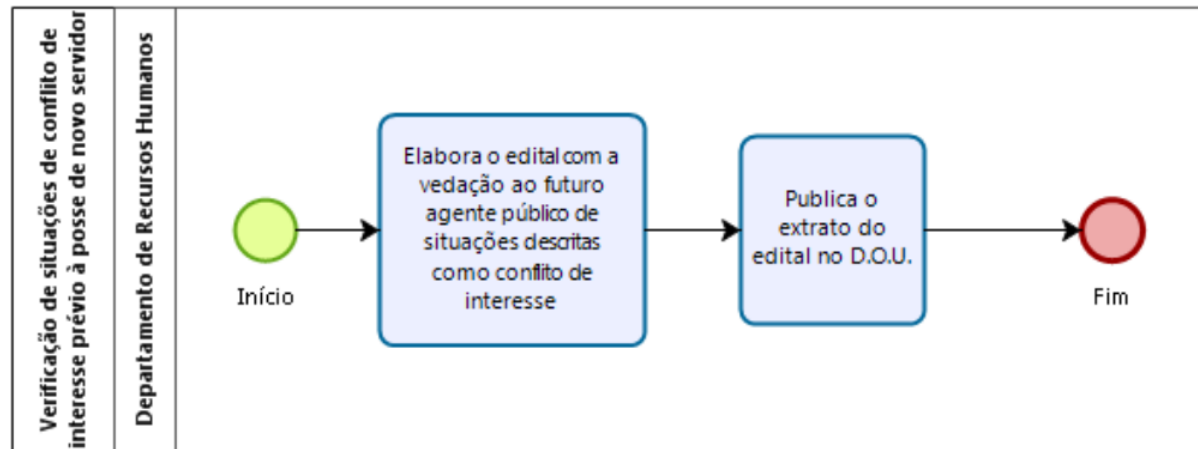 Verificação de situações de conflito de
interesse prévio à posse de novo servidor
Departamento de Recursos Humanos
Início
Elabora o edital com a
vedação ao futuro
agente público de
situações descritas
como conflito de
interesse
Publica o
extrato do
edital no D.O.U.
Fim